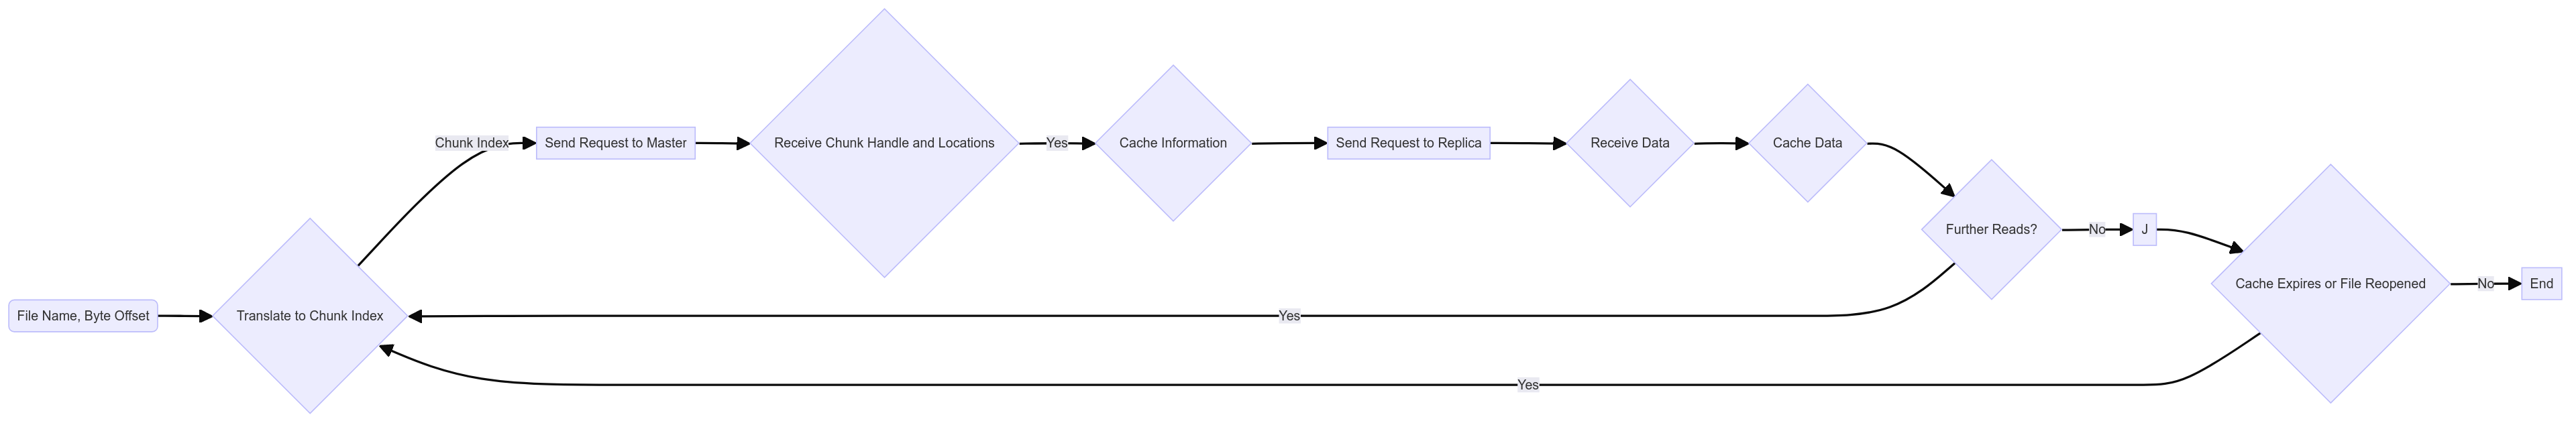 File Name, Byte Offset
Translate to Chunk Index
Chunk Index
Send Request to Master
Receive Chunk Handle and Locations
Yes
Cache Information
Send Request to Replica
Receive Data
Cache Data
Further Reads?
No
J
Cache Expires or File Reopened
No
End
Yes
Yes